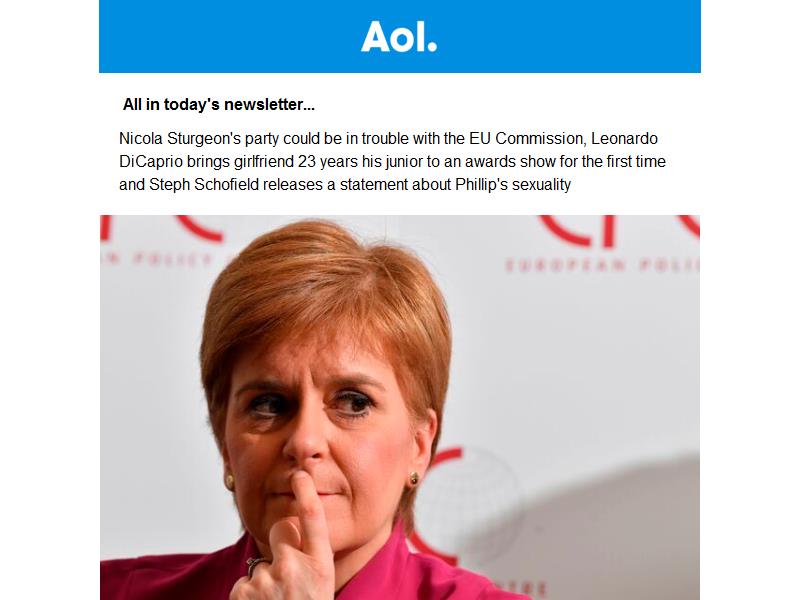 Aol.
All in today's newsletter...
Nicola Sturgeon's party could be in trouble with the EU Commission, Leonardo
DiCaprio brings girlfriend 23 years his junior to an awards show for the first time
and Steph Schofield releases a statement about Phillip's sexuality
N POLICY
EUROPEAN POLI
TRE